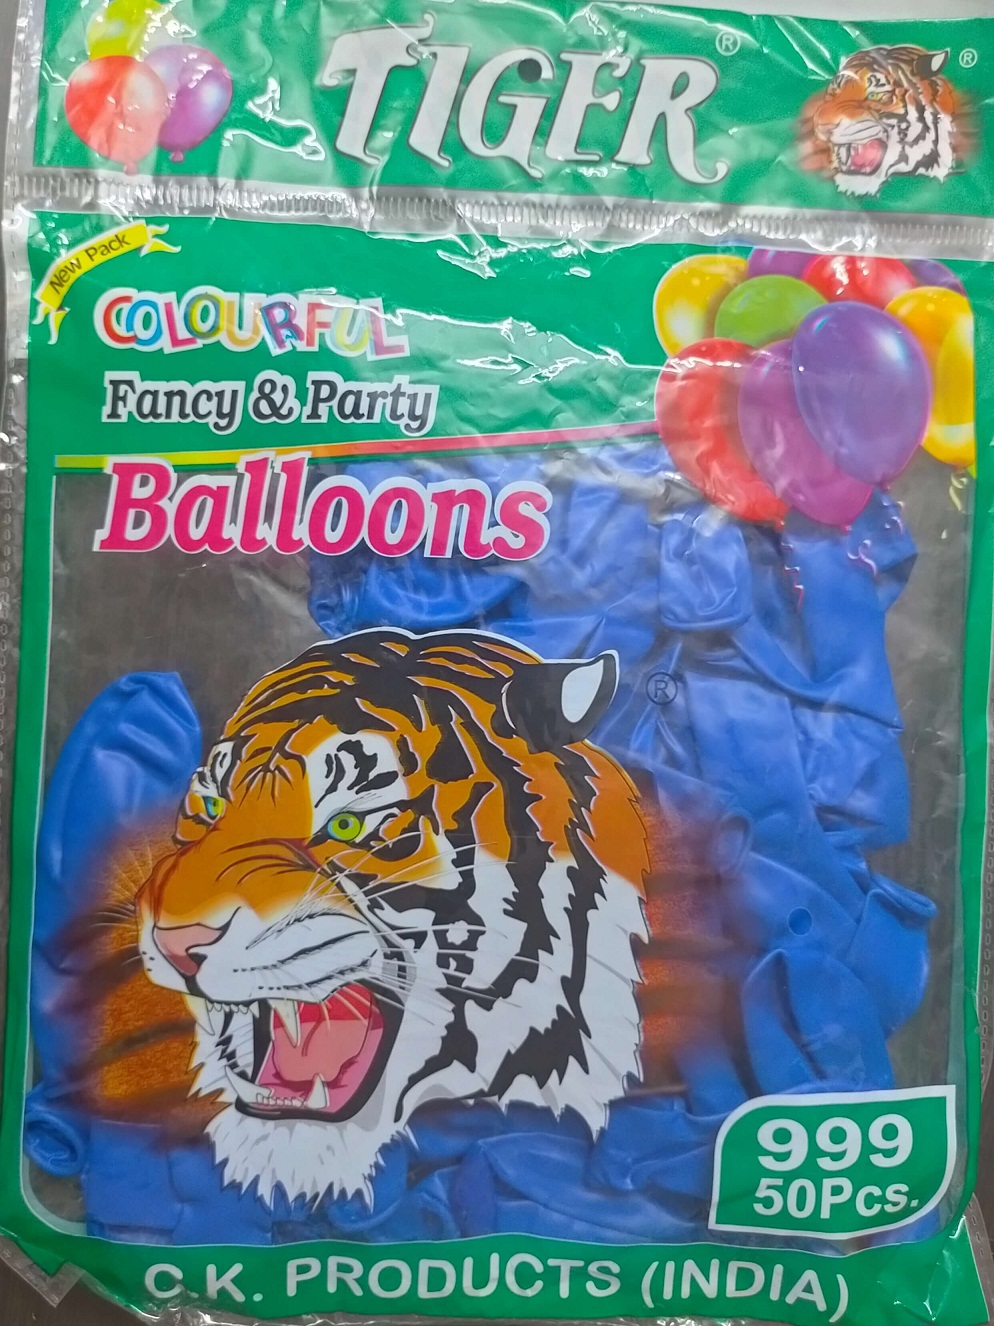 TIGER ®
®
New Pack
COLOURFUL
Fancy & Party
Balloons
®
999
50Pcs.
C.K. PRODUCTS (INDIA)